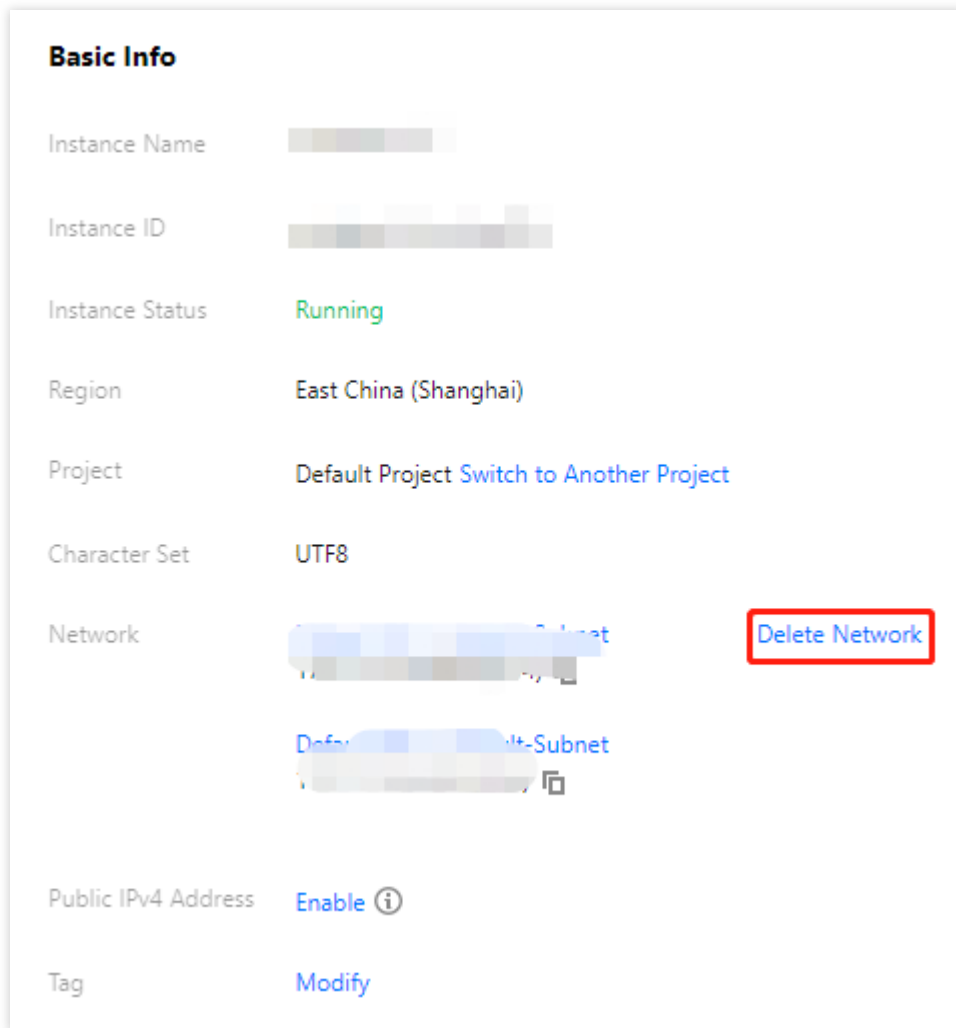 Basic Info
Instance Name
Instance ID
Instance Status Running
Region East China (Shanghai)
Project Default Project Switch to Another Project
Character Set UTF8
Network Delete Network
-Subnet
Public IPv4 Address Enable
Tag Modify